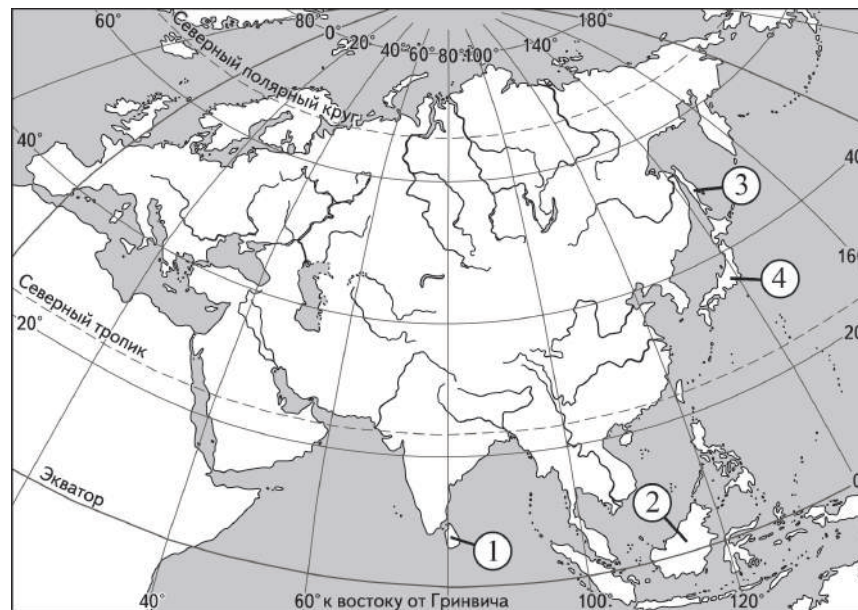 60° 80° 0° 20° 40° 60° 80° 100° 140° 180°
Северный полярный круг
40° 40°
3
4
160
Северный тропик
20° 20
Экватор 0
2
1
40° 60° к востоку от Гринвича 100. 120°